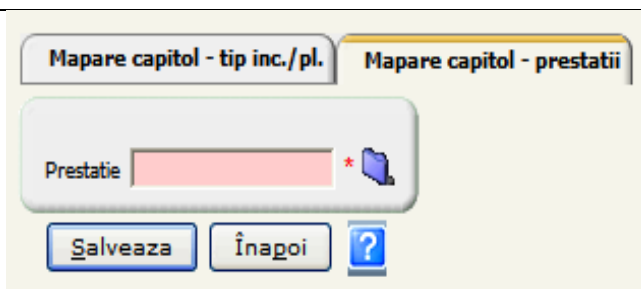 Mapare capitol - tip inc./pl. Mapare capitol - prestatii
Prestatie *
Salveaza Înapoi ?